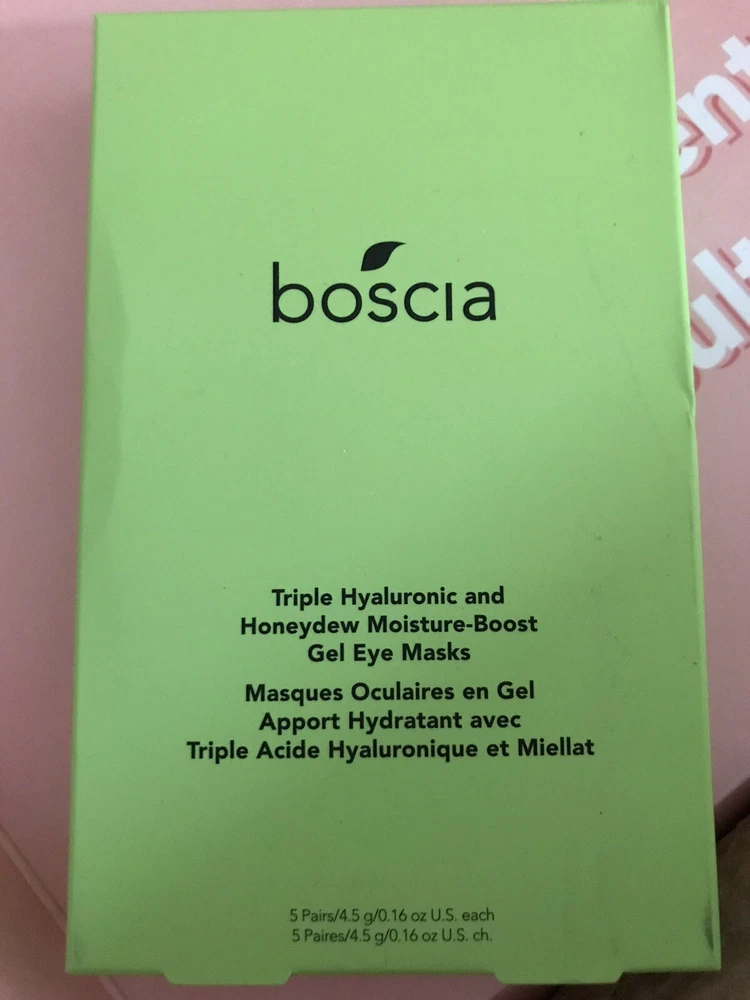 boscia
Triple Hyaluronic and
Honeydew Moisture-Boost
Gel Eye Masks
Masques Oculaires en Gel
Apport Hydratant avec
Triple Acide Hyaluronique et Miellat
5 Pairs/4.5 g/0.16 oz U.S. each
5 Paires/4.5 g/0.16 oz U.S. ch.